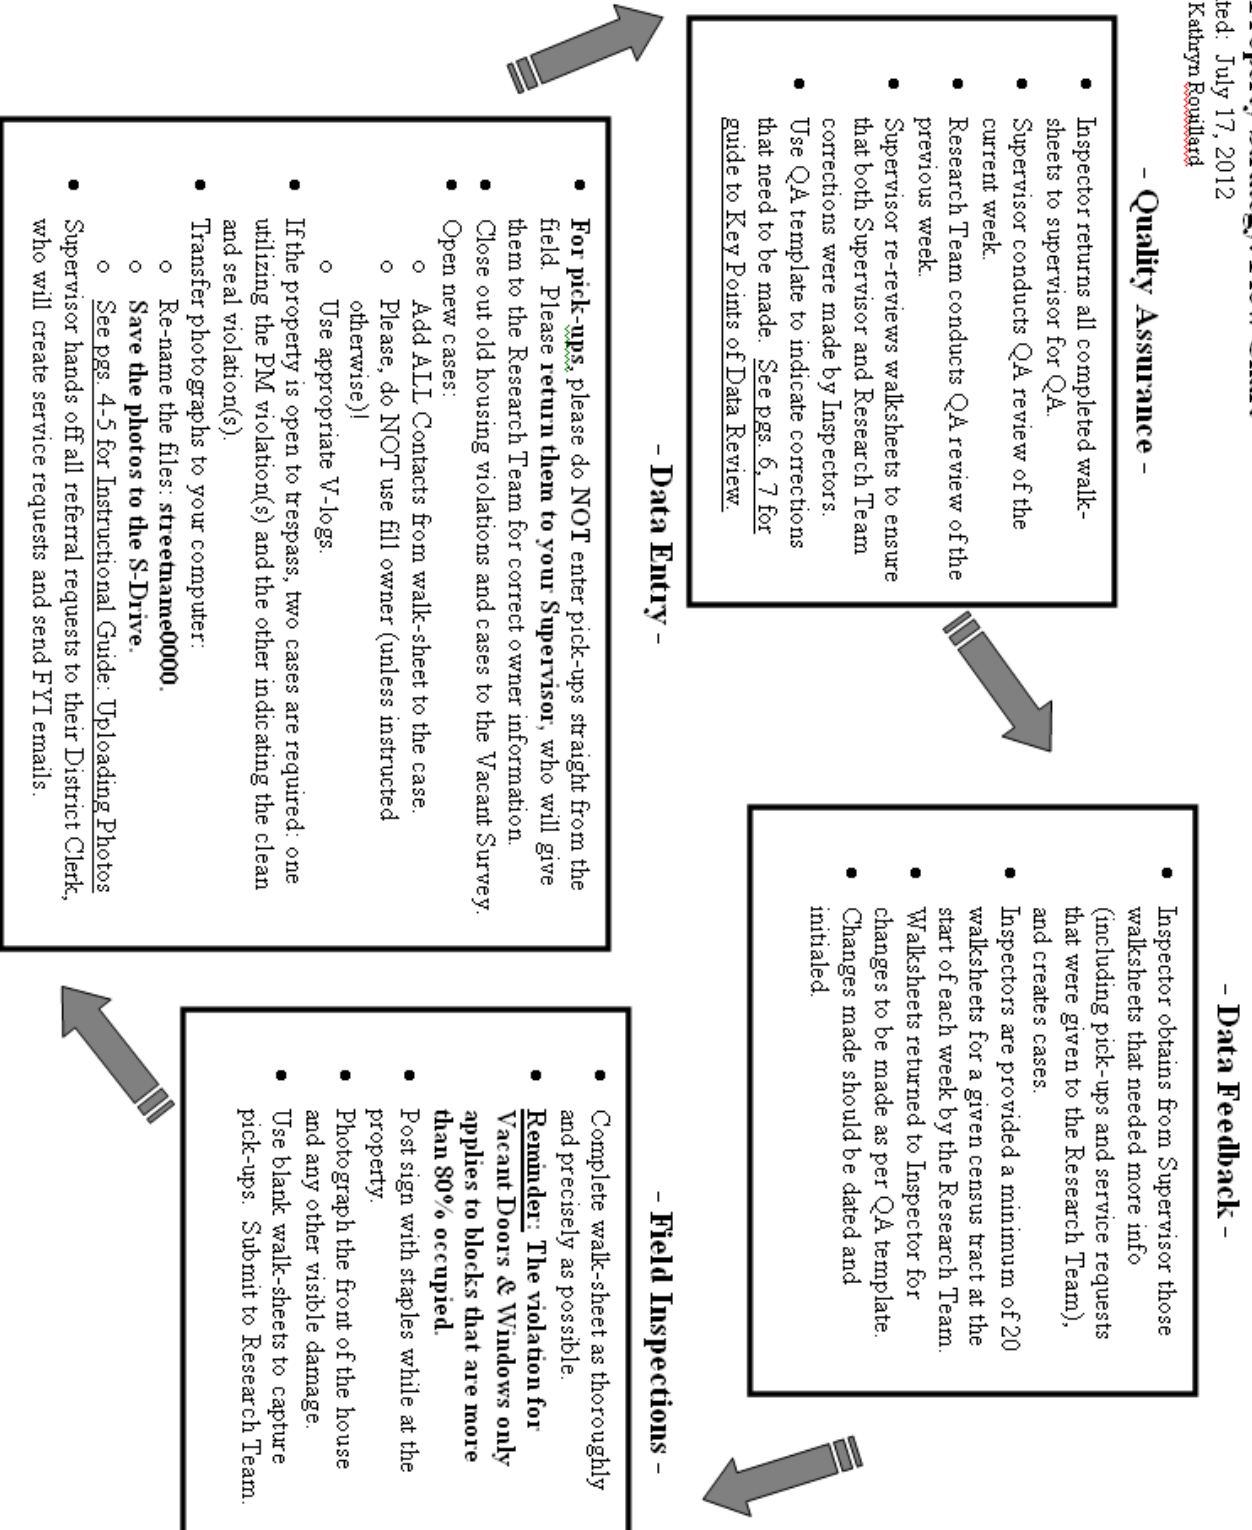 ted: July 17, 2012
Kathryn Rouillard
- Quality Assurance -
Inspector returns all completed walk-
sheets to supervisor for QA.
Supervisor conducts QA review of the
current week.
Research Team conducts QA review of the
previous week.
Supervisor re-reviews walksheets to ensure
that both Supervisor and Research Team
corrections were made by Inspectors.
Use QA template to indicate corrections
that need to be made. See pgs. 6, 7 for
guide to Key Points of Data Review.
- Data Feedback -
Inspector obtains from Supervisor those
walksheets that needed more info
(including pick-ups and service requests
that were given to the Research Team),
and creates cases.
Inspectors are provided a minimum of 20
walksheets for a given census tract at the
start of each week by the Research Team.
Walksheets returned to Inspector for
changes to be made as per QA template.
Changes made should be dated and
initialed.
- Data Entry -
For pick-ups, please do NOT enter pick-ups straight from the
field. Please return them to your Supervisor, who will give
them to the Research Team for correct owner information.
Close out old housing violations and cases to the Vacant Survey.
Open new cases:
Add ALL Contacts from walk-sheet to the case.
Please, do NOT use fill owner (unless instructed
otherwise)!
Use appropriate V-logs.
If the property is open to trespass, two cases are required: one
utilizing the PM violation(s) and the other indicating the clean
and seal violation(s).
Transfer photographs to your computer:
Re-name the files: streetname0000.
Save the photos to the S-Drive.
See pgs. 4-5 for Instructional Guide: Uploading Photos
Supervisor hands off all referral requests to their District Clerk,
who will create service requests and send FYI emails.
- Field Inspections -
Complete walk-sheet as thoroughly
and precisely as possible.
Reminder: The violation for
Vacant Doors & Windows only
applies to blocks that are more
than 80% occupied.
Post sign with staples while at the
property.
Photograph the front of the house
and any other visible damage.
Use blank walk-sheets to capture
pick-ups. Submit to Research Team.